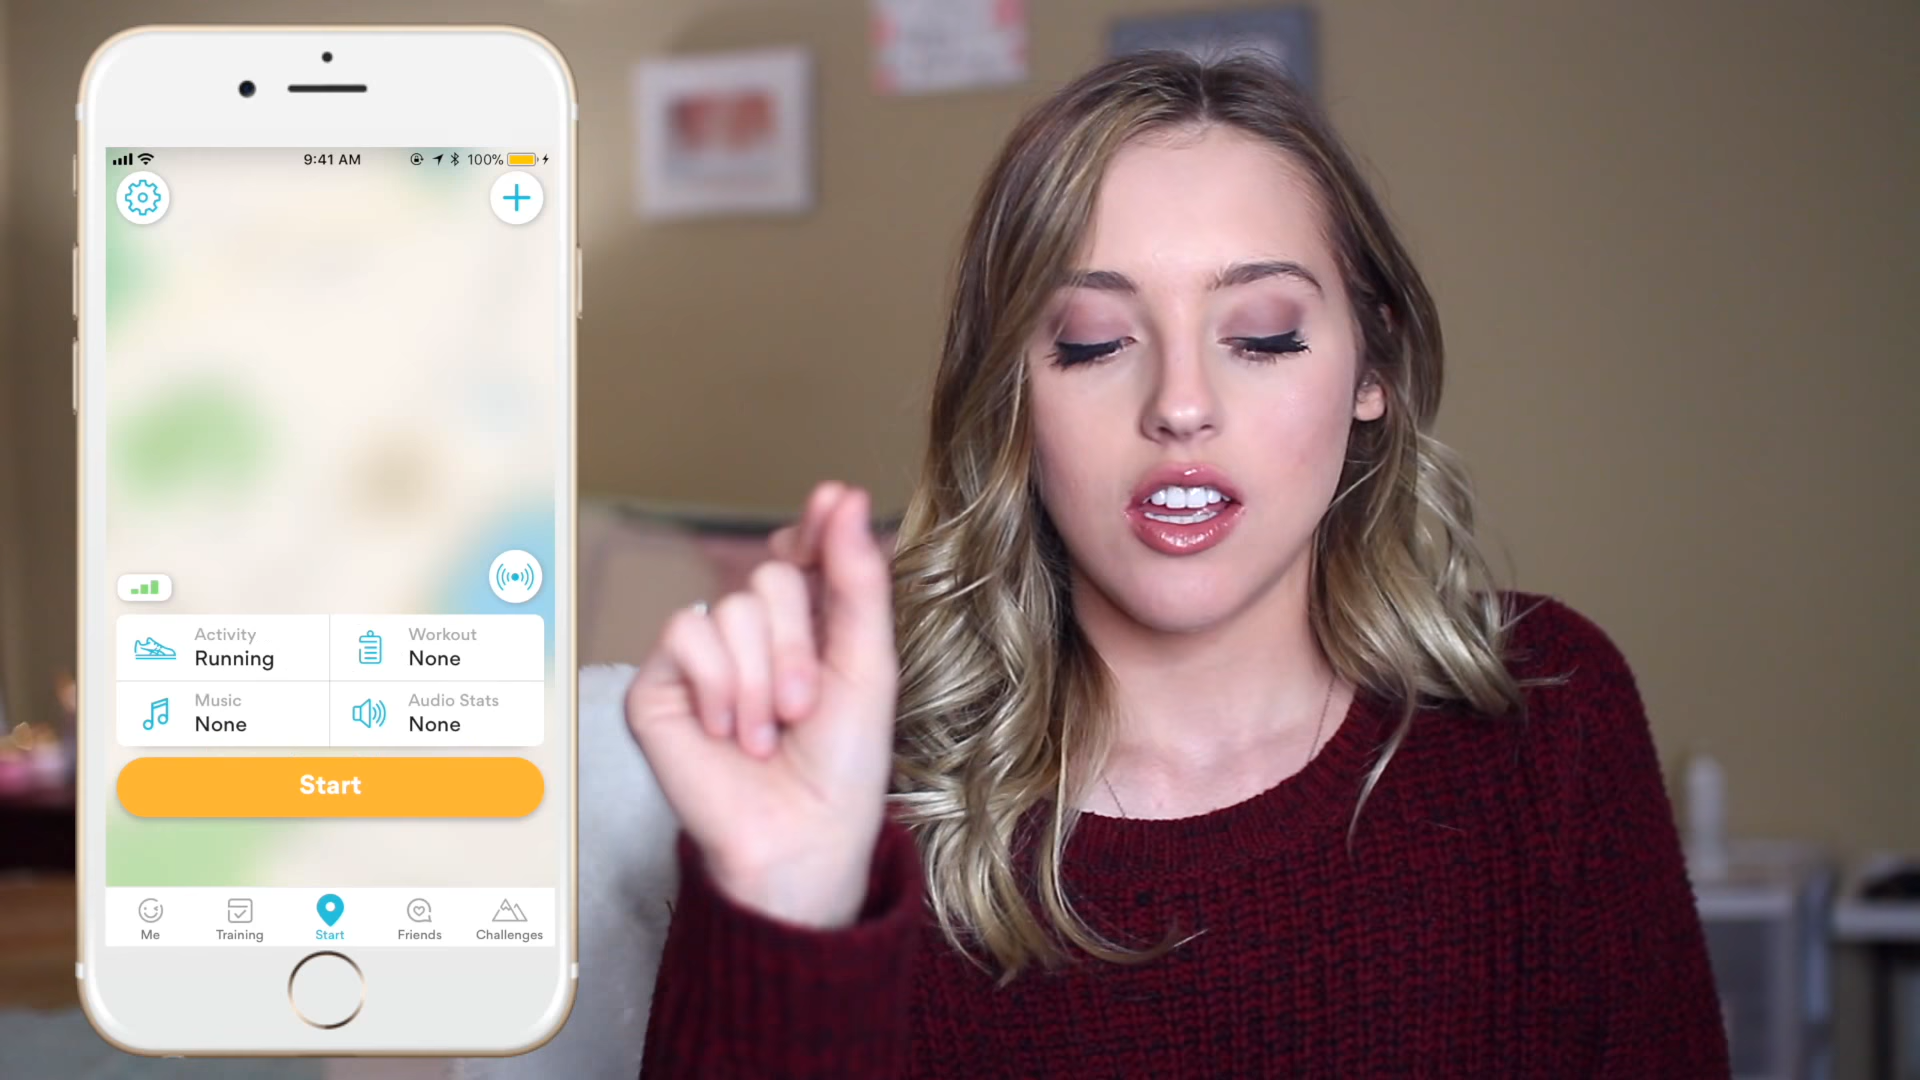 9:41 AM
100%
Activity
Running
Workout
None
Music
None
Audio Stats
None
Start
Me
Training
Start
Friends
Challenges